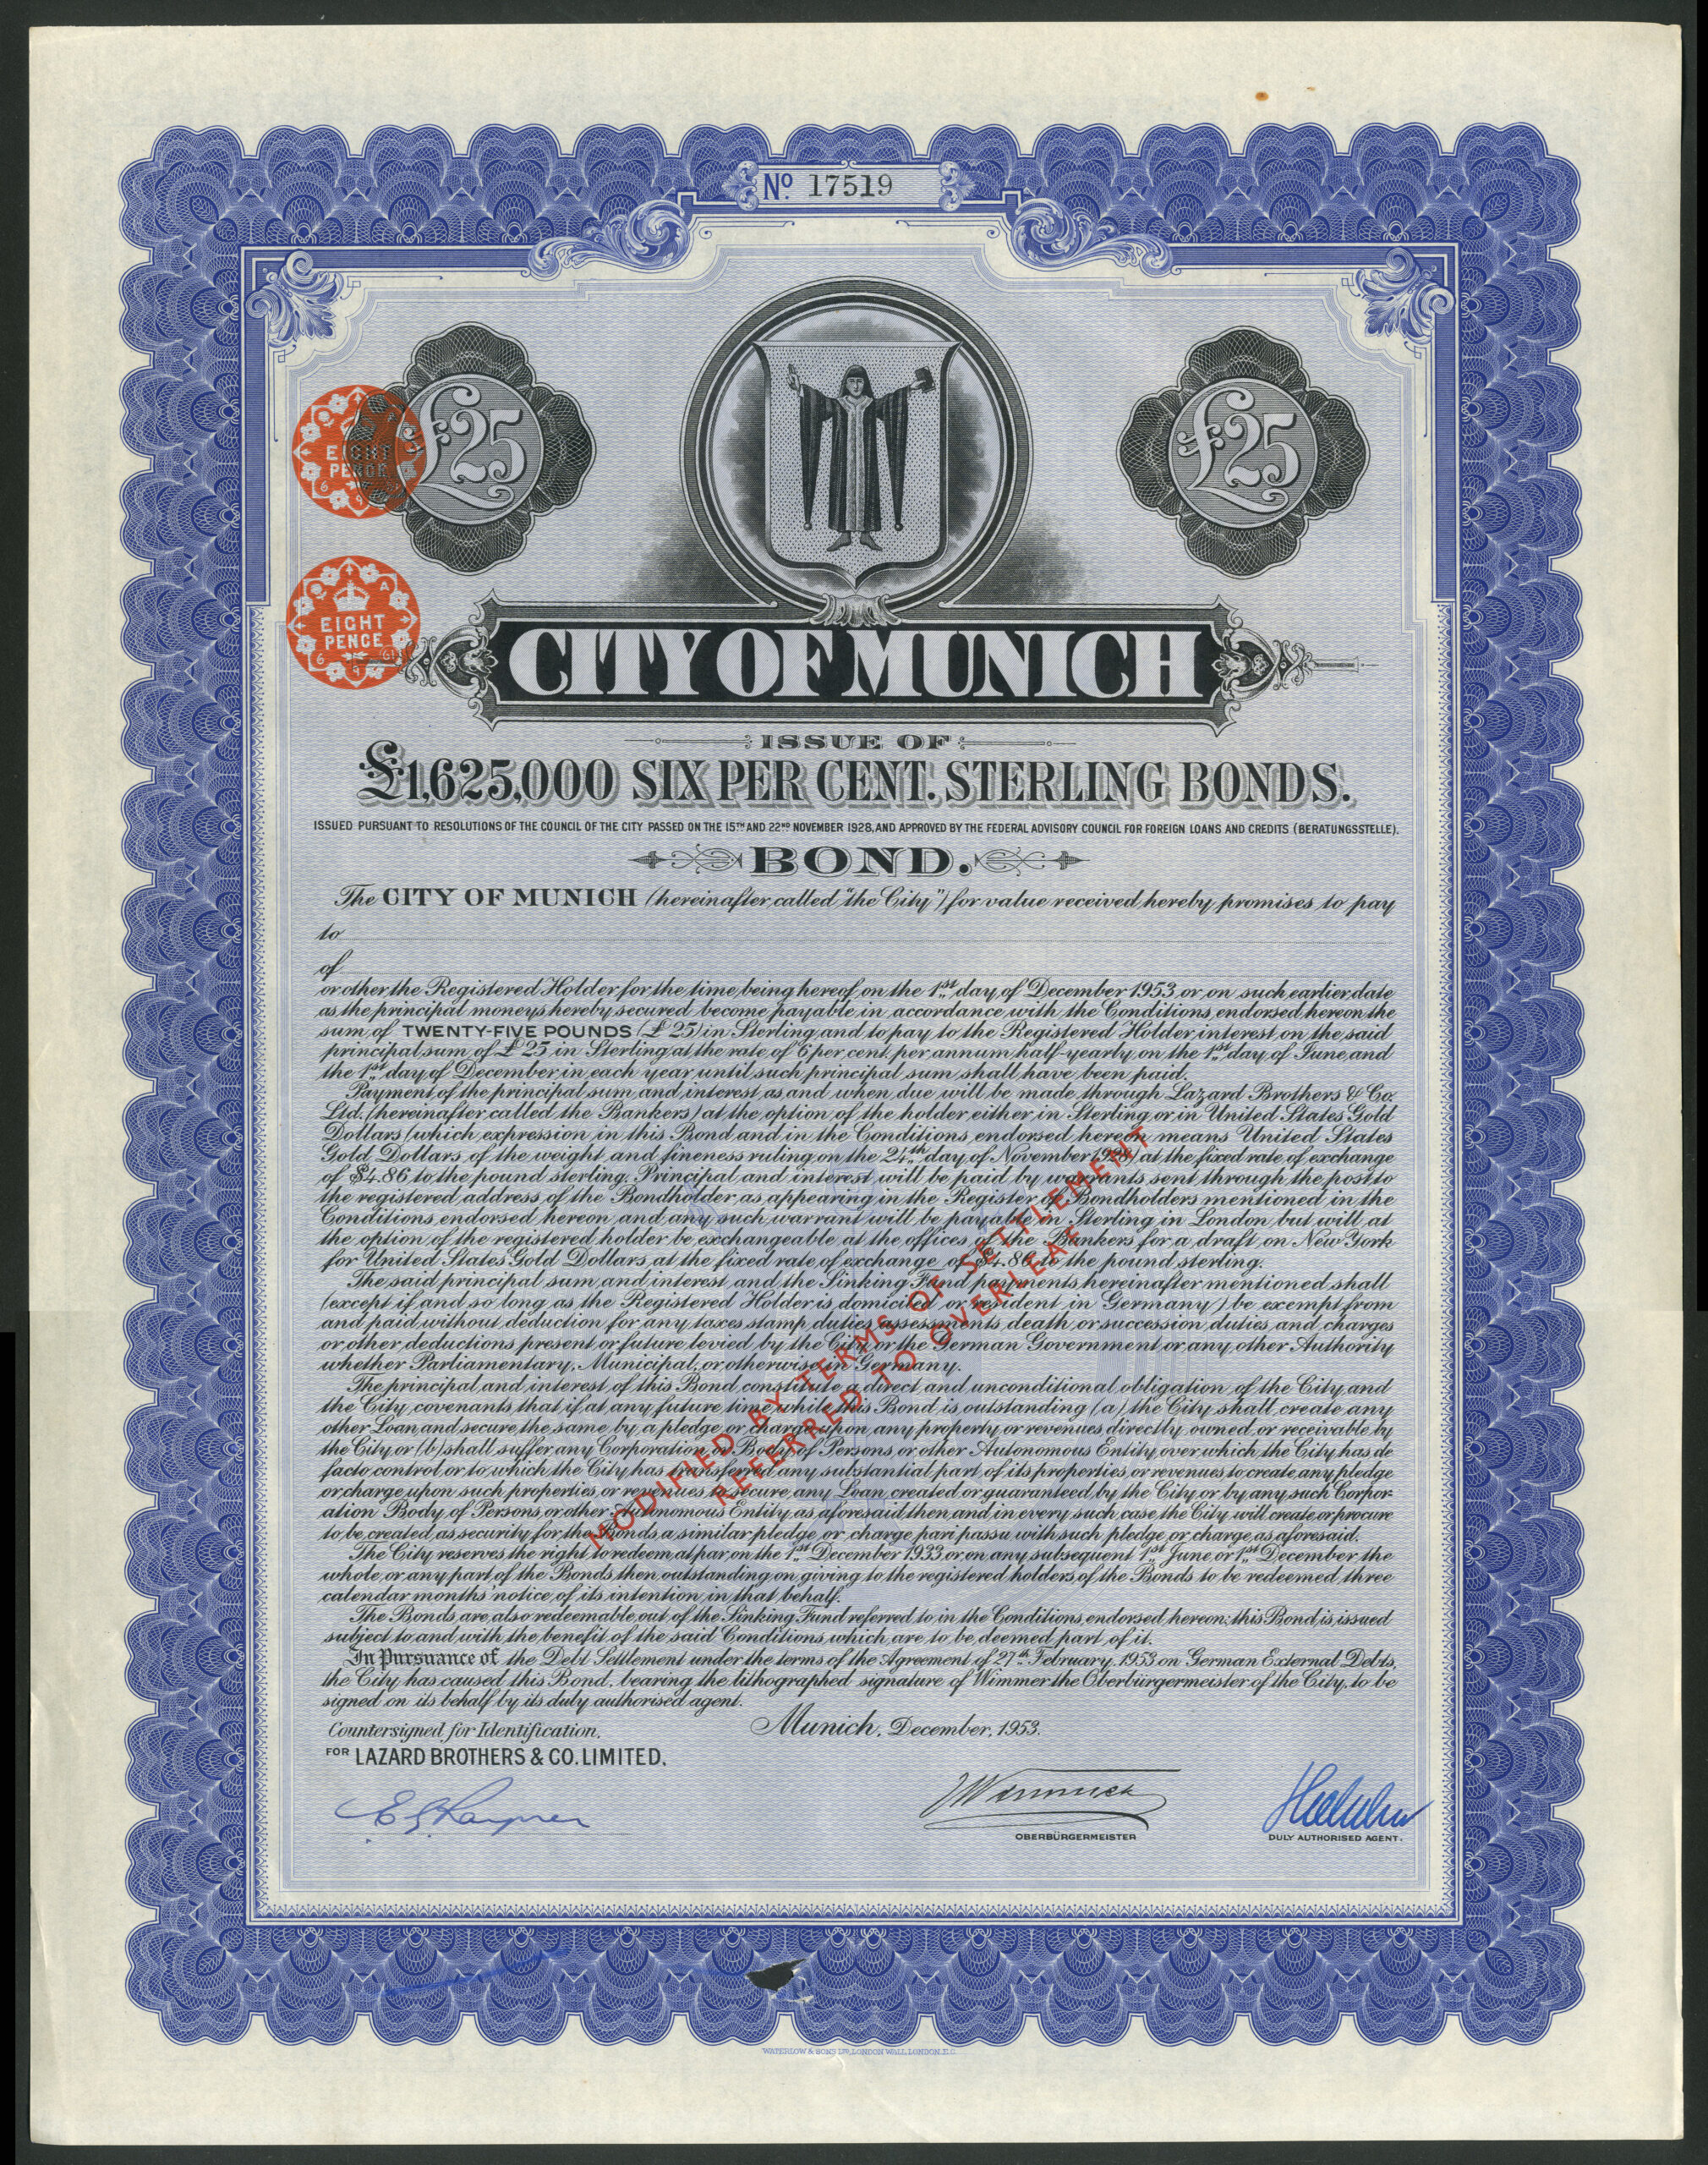 Nº 17519
£25
£25
EIGHT
PENCE
EIGHT
PENCE
CITY OF MUNICH
ISSUE OF
£1,625,000 SIX PER CENT. STERLING BONDS.
ISSUED PURSUANT TO RESOLUTIONS OF THE COUNCIL OF THE CITY PASSED ON THE 15TH AND 22ND NOVEMBER 1928, AND APPROVED BY THE FEDERAL ADVISORY COUNCIL FOR FOREIGN LOANS AND CREDITS (BERATUNGSSTELLE).
BOND.
The CITY OF MUNICH (hereinafter called "the City") for value received hereby promises to pay
to
of
or other the Registered Holder for the time being hereof on the 1st day of December 1953 or on such earlier date
as the principal moneys hereby secured become payable in accordance with the Conditions endorsed hereon the
sum of TWENTY-FIVE POUNDS (£25) in Sterling and to pay to the Registered Holder interest on the said
principal sum of £25 in Sterling at the rate of 6 per cent. per annum half-yearly on the 1st day of June and
the 1st day of December in each year until such principal sum shall have been paid.
Payment of the principal sum and interest as and when due will be made through Lazard Brothers & Co.
Ltd. (hereinafter called the Bankers) at the option of the holder either in Sterling or in United States Gold
Dollars (which expression in this Bond and in the Conditions endorsed hereon means United States
Gold Dollars of the weight and fineness ruling on the 24th day of November 1928) at the fixed rate of exchange
of $4.86 to the pound sterling. Principal and interest will be paid by warrants sent through the post to
the registered address of the Bondholder as appearing in the Register of Bondholders mentioned in the
Conditions endorsed hereon and any such warrant will be payable in Sterling in London but will at
the option of the registered holder be exchangeable at the offices of the Bankers for a draft on New York
for United States Gold Dollars at the fixed rate of exchange of $4.86 to the pound sterling.
The said principal sum and interest and the Sinking Fund payments hereinafter mentioned shall
(except if and so long as the Registered Holder is domiciled or resident in Germany) be exempt from
and paid without deduction for any taxes stamp duties assessments death or succession duties and charges
or other deductions present or future levied by the City or the German Government or any other Authority
whether Parliamentary, Municipal, or otherwise in Germany.
The principal and interest of this Bond constitute a direct and unconditional obligation of the City and
the City covenants that if at any future time while this Bond is outstanding (a) the City shall create any
other Loan and secure the same by a pledge or charge upon any property or revenues directly owned or receivable by
the City or (b) shall suffer any Corporation or Body of Persons or other Autonomous Entity over which the City has de
facto control or to which the City has transferred any substantial part of its properties or revenues to create any pledge
or charge upon such properties or revenues to secure any Loan created or guaranteed by the City or by any such Corpor-
ation Body of Persons or other Autonomous Entity as aforesaid then and in every such case the City will create or procure
to be created as security for the Bonds a similar pledge or charge pari passu with such pledge or charge as aforesaid.
The City reserves the right to redeem at par on the 1st December 1933 or on any subsequent 1st June or 1st December the
whole or any part of the Bonds then outstanding on giving to the registered holders of the Bonds to be redeemed three
calendar months' notice of its intention in that behalf.
The Bonds are also redeemable out of the Sinking Fund referred to in the Conditions endorsed hereon: this Bond is issued
subject to and with the benefit of the said Conditions which are to be deemed part of it.
In Pursuance of the Debt Settlement under the terms of the Agreement of 27th February, 1953 on German External Debts,
the City has caused this Bond, bearing the lithographed signature of Wimmer the Oberbürgermeister of the City, to be
signed on its behalf by its duly authorised agent.
MODIFIED BY TERMS OF SETTLEMENT
REFERRED TO OVERLEAF
Countersigned for Identification,
Munich, December, 1953.
FOR LAZARD BROTHERS & CO. LIMITED,
Wimmer
OBERBÜRGERMEISTER
DULY AUTHORISED AGENT.
WATERLOW & SONS LTD, LONDON WALL, LONDON, E.C.